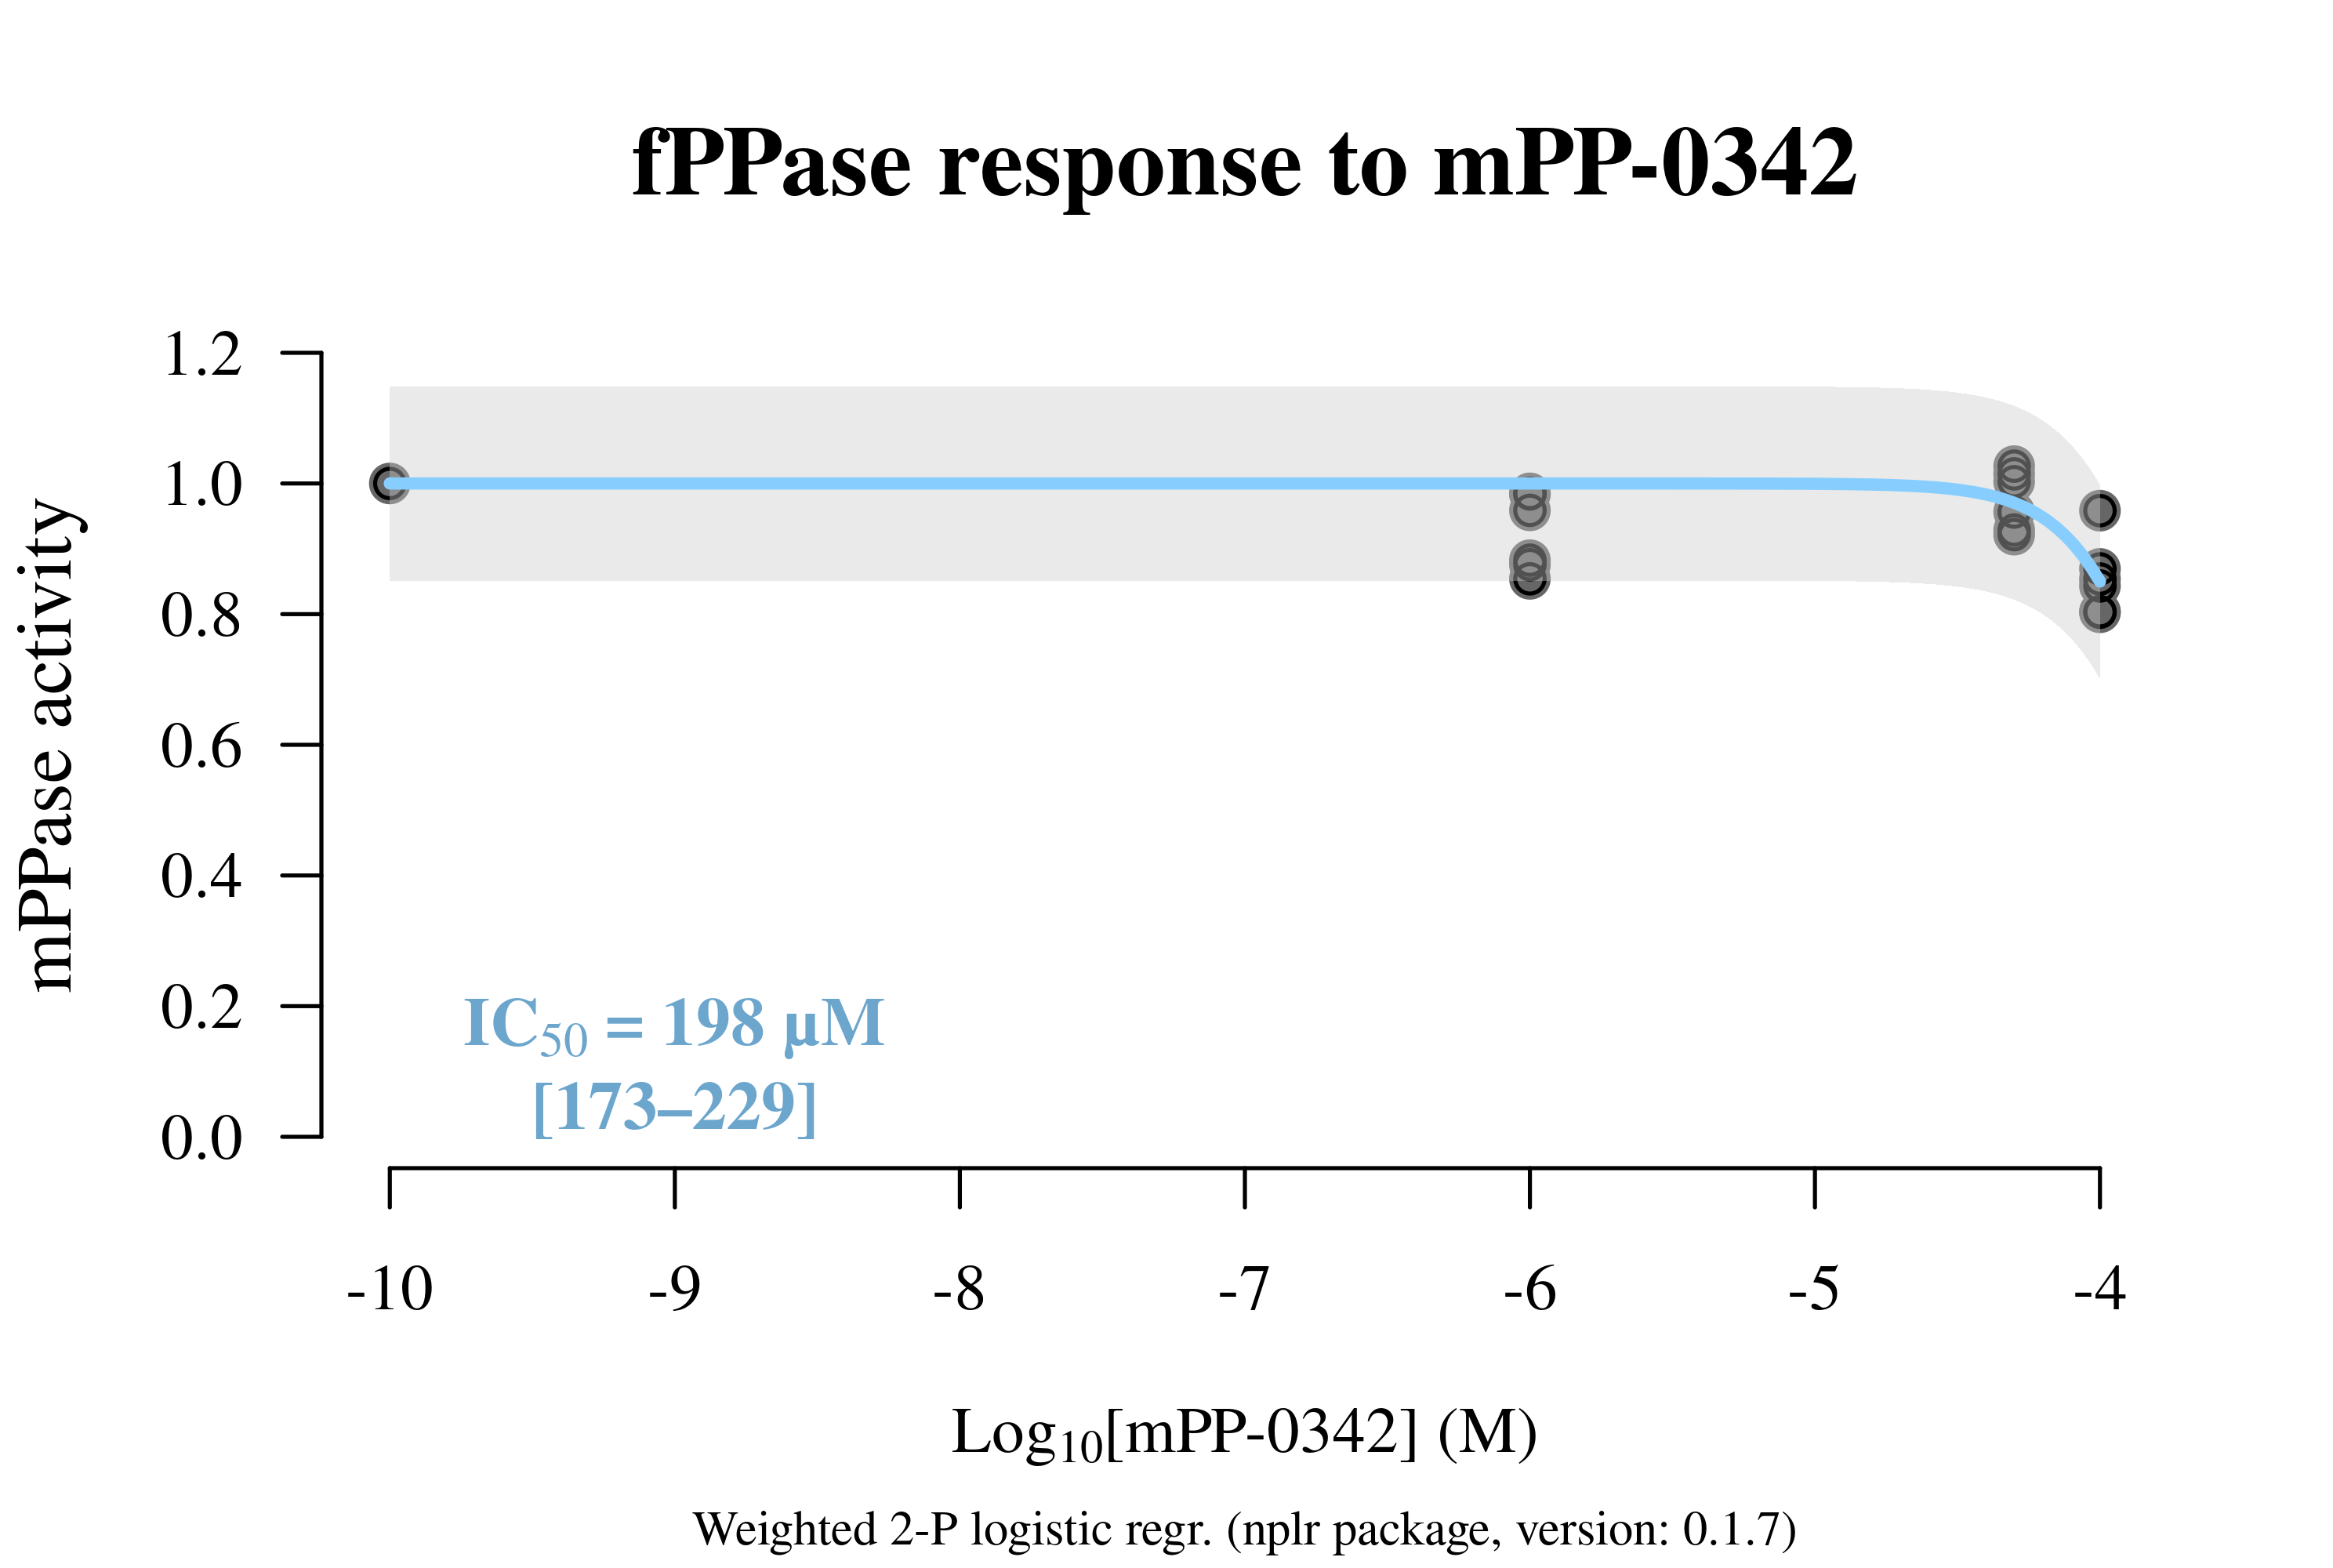 fPPase response to mPP-0342
mPPase activity
1.2
1.0
0.8
0.6
0.4
0.2
0.0
IC50 = 198 µM
[173–229]
-10 -9 -8 -7 -6 -5 -4
Log10[mPP-0342] (M)
Weighted 2-P logistic regr. (nplr package, version: 0.1.7)